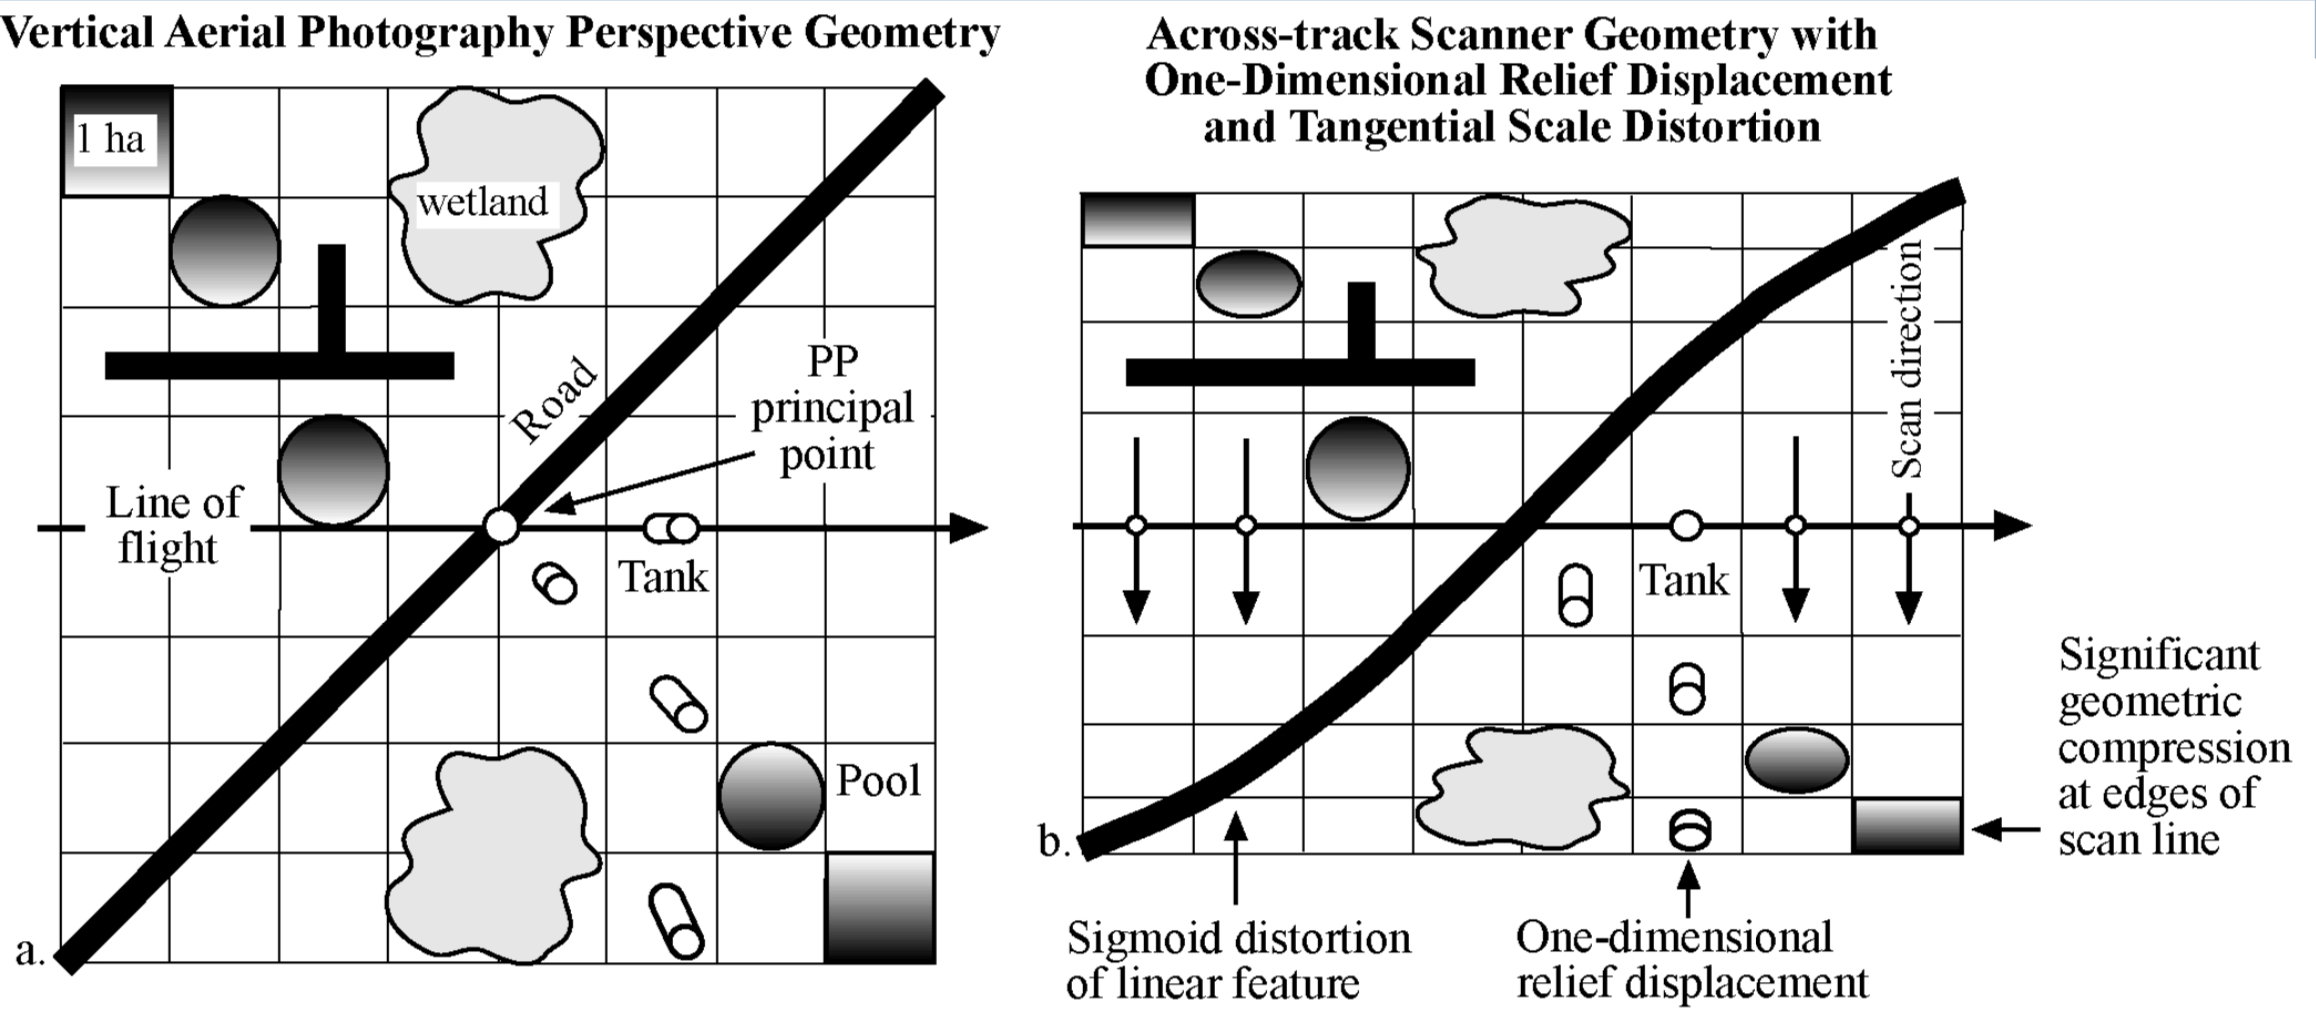 Vertical Aerial Photography Perspective Geometry
1 ha
wetland
Road
PP
principal
point
Line of
flight
Tank
Pool
a.
Across-track Scanner Geometry with
One-Dimensional Relief Displacement
and Tangential Scale Distortion
Scan direction
Tank
b.
Significant
geometric
compression
at edges of
scan line
Sigmoid distortion
of linear feature
One-dimensional
relief displacement